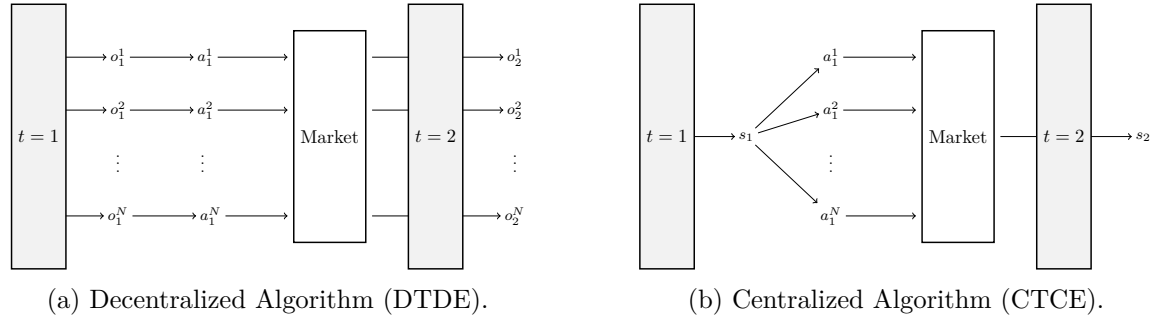 t = 1
o_1^1
a_1^1
o_1^2
a_1^2
⋮
⋮
o_1^N
a_1^N
Market
t = 2
o_2^1
o_2^2
⋮
o_2^N
(a) Decentralized Algorithm (DTDE).
t = 1
s_1
a_1^1
a_1^2
⋮
a_1^N
Market
t = 2
s_2
(b) Centralized Algorithm (CTCE).